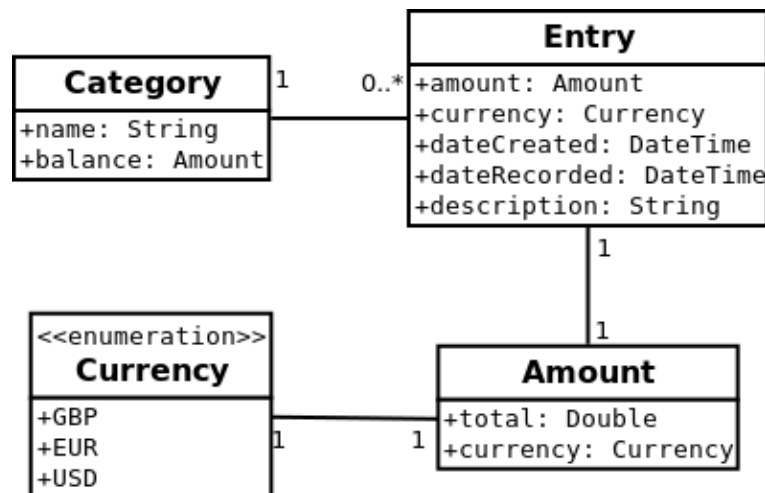 Entry
+amount: Amount
+currency: Currency
+dateCreated: DateTime
+dateRecorded: DateTime
+description: String
Category
+name: String
+balance: Amount
1
0..*
1
1
<<enumeration>>
Currency
+GBP
+EUR
+USD
Amount
+total: Double
+currency: Currency
1
1